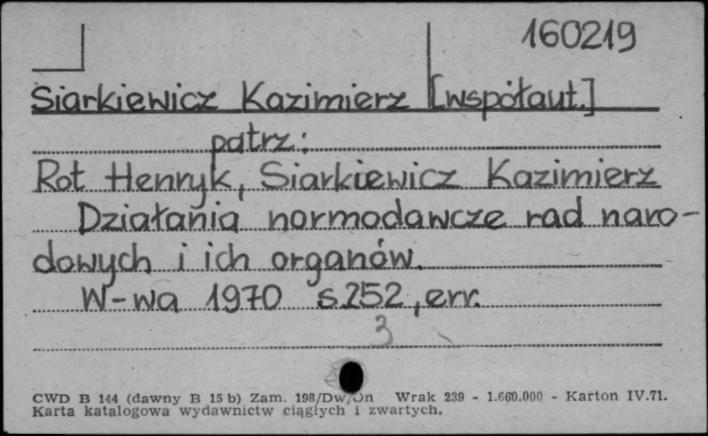 160219
Siarkiewicz Kazimierz [współaut.]
patrz:
Rot Henryk, Siarkiewicz Kazimierz
Działania normodawcze rad naro-
dowych i ich organów.
W-wa 1970 s.252, err.
3
CWD B 144 (dawny B 15 b) Zam. 198/Dw/On Wrak 239 - 1.660.000 - Karton IV.71.
Karta katalogowa wydawnictw ciągłych i zwartych.